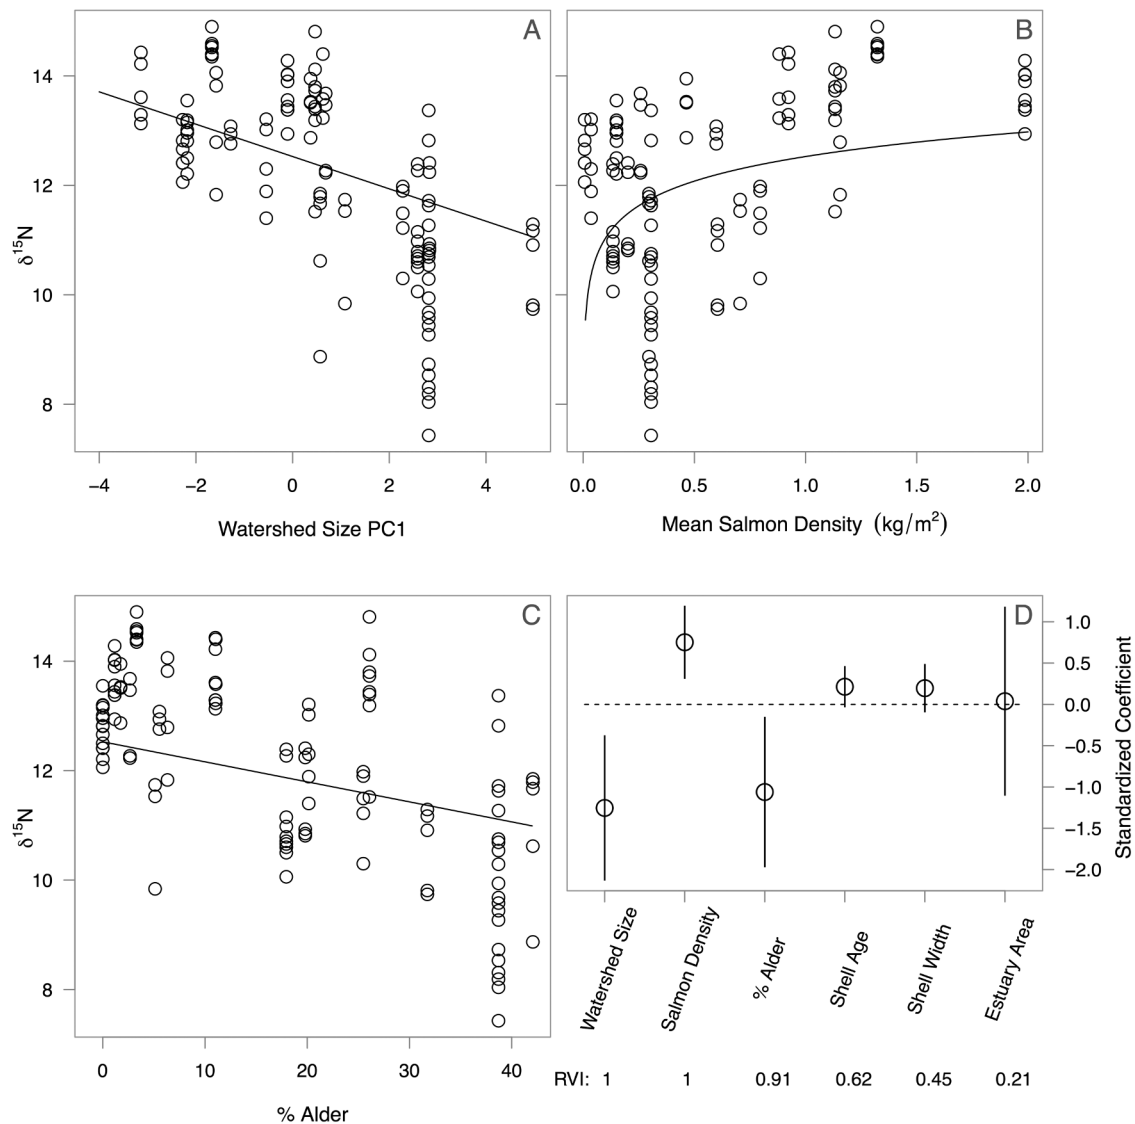 A
B
14
12
10
8
δ¹⁵N
−4 −2 0 2 4
0.0 0.5 1.0 1.5 2.0
Watershed Size PC1
Mean Salmon Density (kg/m²)
C
D
14
12
10
8
δ¹⁵N
1.0
0.5
0.0
−0.5
−1.0
−1.5
−2.0
Standardized Coefficient
0 10 20 30 40
% Alder
Watershed Size
Salmon Density
% Alder
Shell Age
Shell Width
Estuary Area
RVI: 1 1 0.91 0.62 0.45 0.21